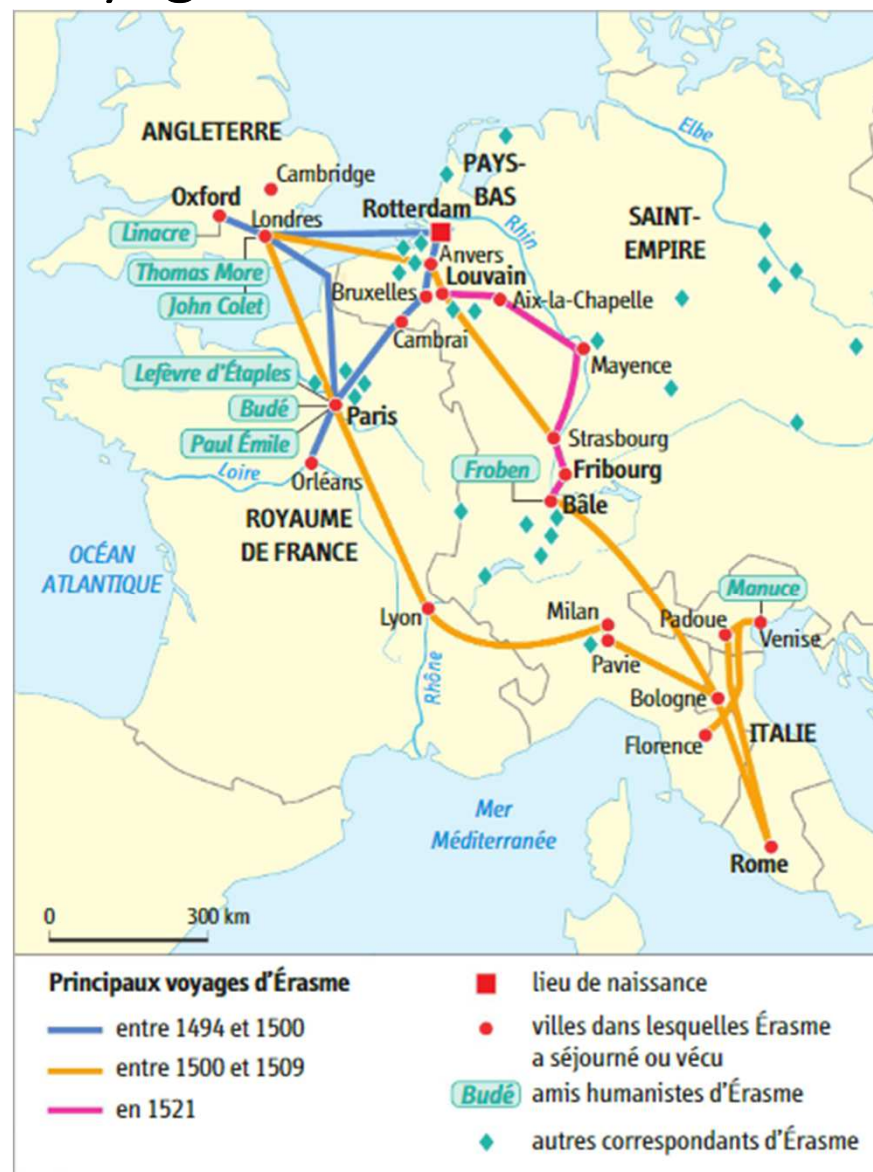 ANGLETERRE
Cambridge
Oxford
Linacre
Londres
Thomas More
John Colet
PAYS-
BAS
Rotterdam
Rhin
Elbe
SAINT-
EMPIRE
Anvers
Louvain
Bruxelles
Aix-la-Chapelle
Cambrai
Mayence
Lefèvre d'Étaples
Budé
Paul Émile
Paris
Strasbourg
Fribourg
Froben
Bâle
Loire
Orléans
ROYAUME
DE FRANCE
OCÉAN
ATLANTIQUE
Lyon
Rhône
Milan
Pavie
Padoue
Manuce
Venise
Bologne
Florence
ITALIE
Mer
Méditerranée
Rome
0 300 km
Principaux voyages d'Érasme
entre 1494 et 1500
entre 1500 et 1509
en 1521
lieu de naissance
villes dans lesquelles Érasme
a séjourné ou vécu
Budé amis humanistes d'Érasme
autres correspondants d'Érasme